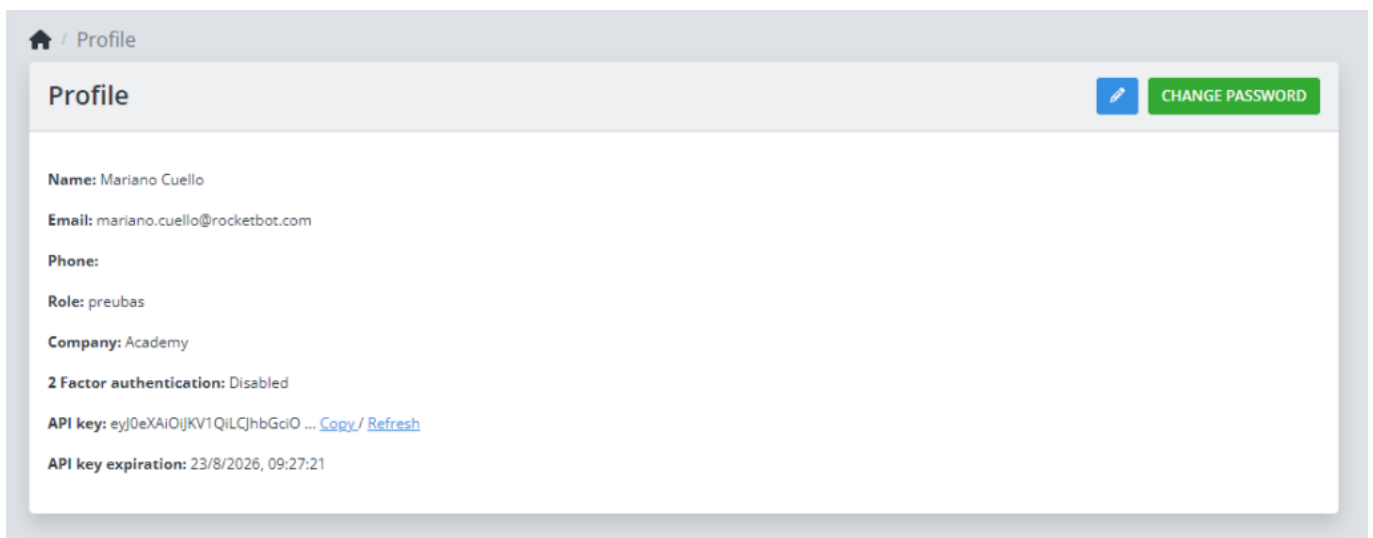 / Profile
Profile
CHANGE PASSWORD
Name: Mariano Cuello
Email: mariano.cuello@rocketbot.com
Phone:
Role: preubas
Company: Academy
2 Factor authentication: Disabled
API key: eyJ0eXAiOiJKV1QiLCJhbGciO ... Copy / Refresh
API key expiration: 23/8/2026, 09:27:21